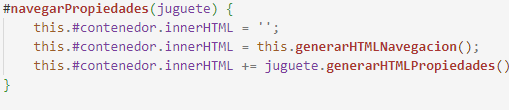 #navegarPropiedades(juguete) {
this.#contenedor.innerHTML = '';
this.#contenedor.innerHTML = this.generarHTMLNavegacion();
this.#contenedor.innerHTML += juguete.generarHTMLPropiedades()
}